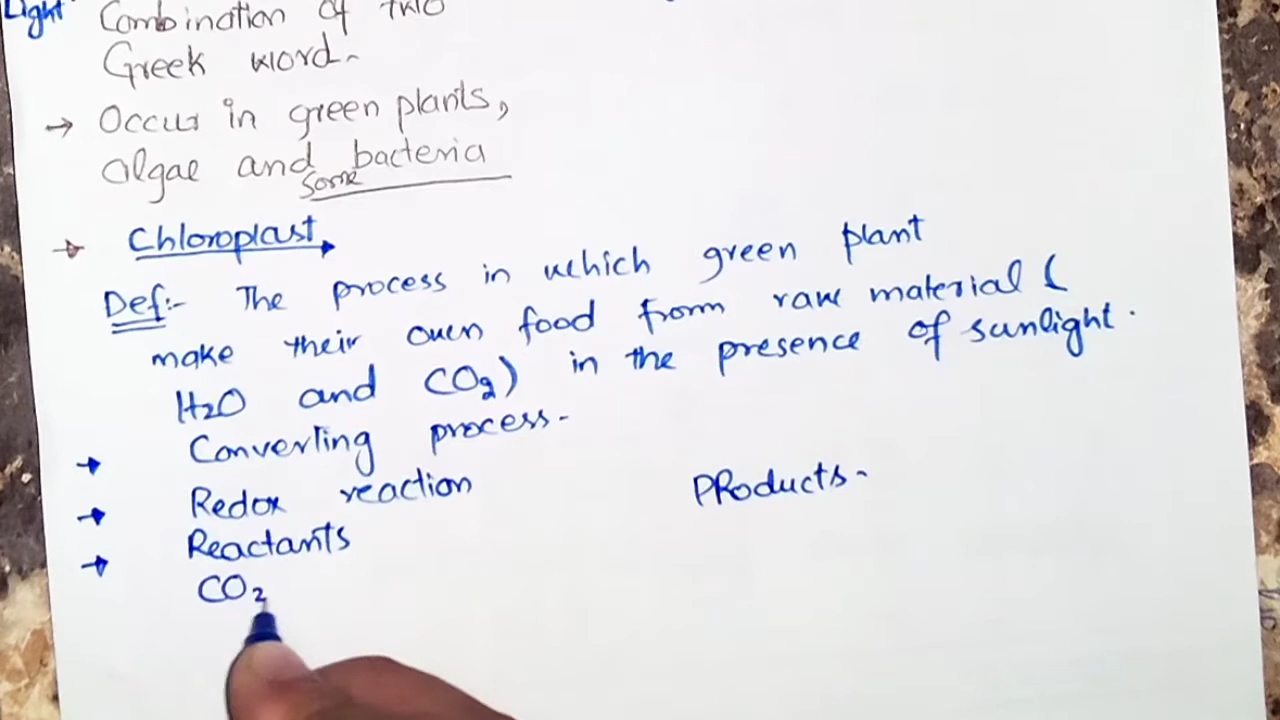 Light Combination of two
Greek word.
→ Occur in green plants,
algae and some bacteria
→ Chloroplast
Def:- The process in which green plant
make their own food from raw material (
H2O and CO2) in the presence of sunlight.
→ Converting process.
→ Redox reaction
→ Reactants PRoducts.
CO2